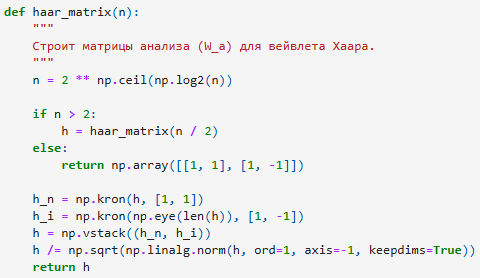 def haar_matrix(n):
    """
    Строит матрицы анализа (W_a) для вейвлета Хаара.
    """
    n = 2 ** np.ceil(np.log2(n))

    if n > 2:
        h = haar_matrix(n / 2)
    else:
        return np.array([[1, 1], [1, -1]])

    h_n = np.kron(h, [1, 1])
    h_i = np.kron(np.eye(len(h)), [1, -1])
    h = np.vstack((h_n, h_i))
    h /= np.sqrt(np.linalg.norm(h, ord=1, axis=-1, keepdims=True))
    return h